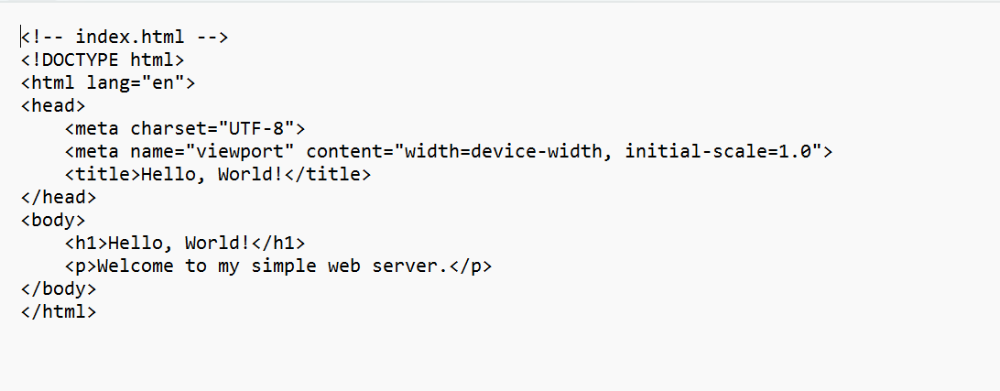 <!-- index.html -->
<!DOCTYPE html>
<html lang="en">
<head>
    <meta charset="UTF-8">
    <meta name="viewport" content="width=device-width, initial-scale=1.0">
    <title>Hello, World!</title>
</head>
<body>
    <h1>Hello, World!</h1>
    <p>Welcome to my simple web server.</p>
</body>
</html>